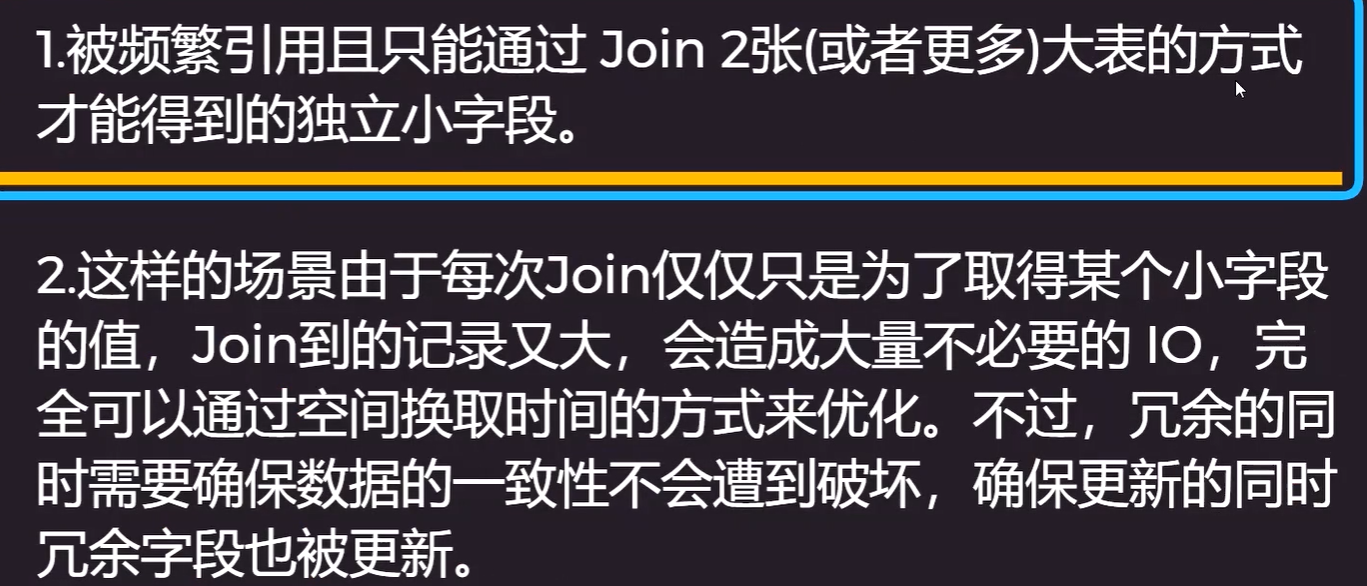 1.被频繁引用且只能通过 Join 2张(或者更多)大表的方式
才能得到的独立小字段。
2.这样的场景由于每次Join仅仅只是为了取得某个小字段
的值，Join到的记录又大，会造成大量不必要的 IO，完
全可以通过空间换取时间的方式来优化。不过，冗余的同
时需要确保数据的一致性不会遭到破坏，确保更新的同时
冗余字段也被更新。